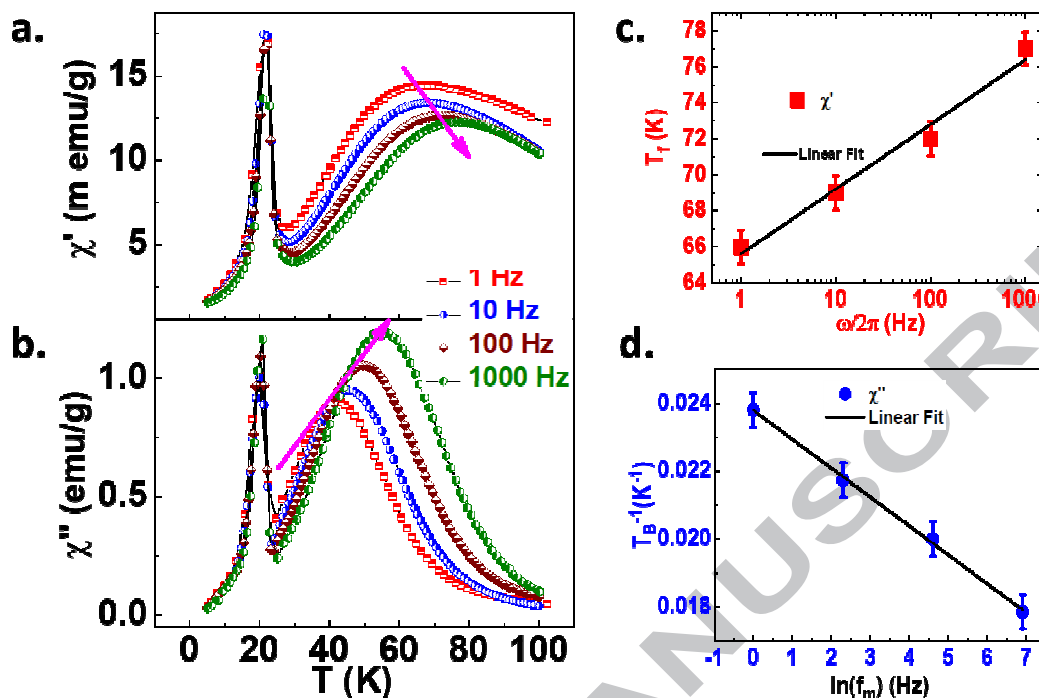 a.
15
10
5
χ' (m emu/g)
1 Hz
10 Hz
100 Hz
1000 Hz
b.
1.0
0.5
0.0
χ'' (emu/g)
0 20 40 60 80 100
T (K)
c.
78
76
74
72
70
68
66
64
T_f (K)
χ'
Linear Fit
1 10 100 1000
ω/2π (Hz)
d.
0.024
0.022
0.020
0.018
T_B^-1 (K^-1)
χ''
Linear Fit
-1 0 1 2 3 4 5 6 7
ln(f_m) (Hz)
ANUSCRI